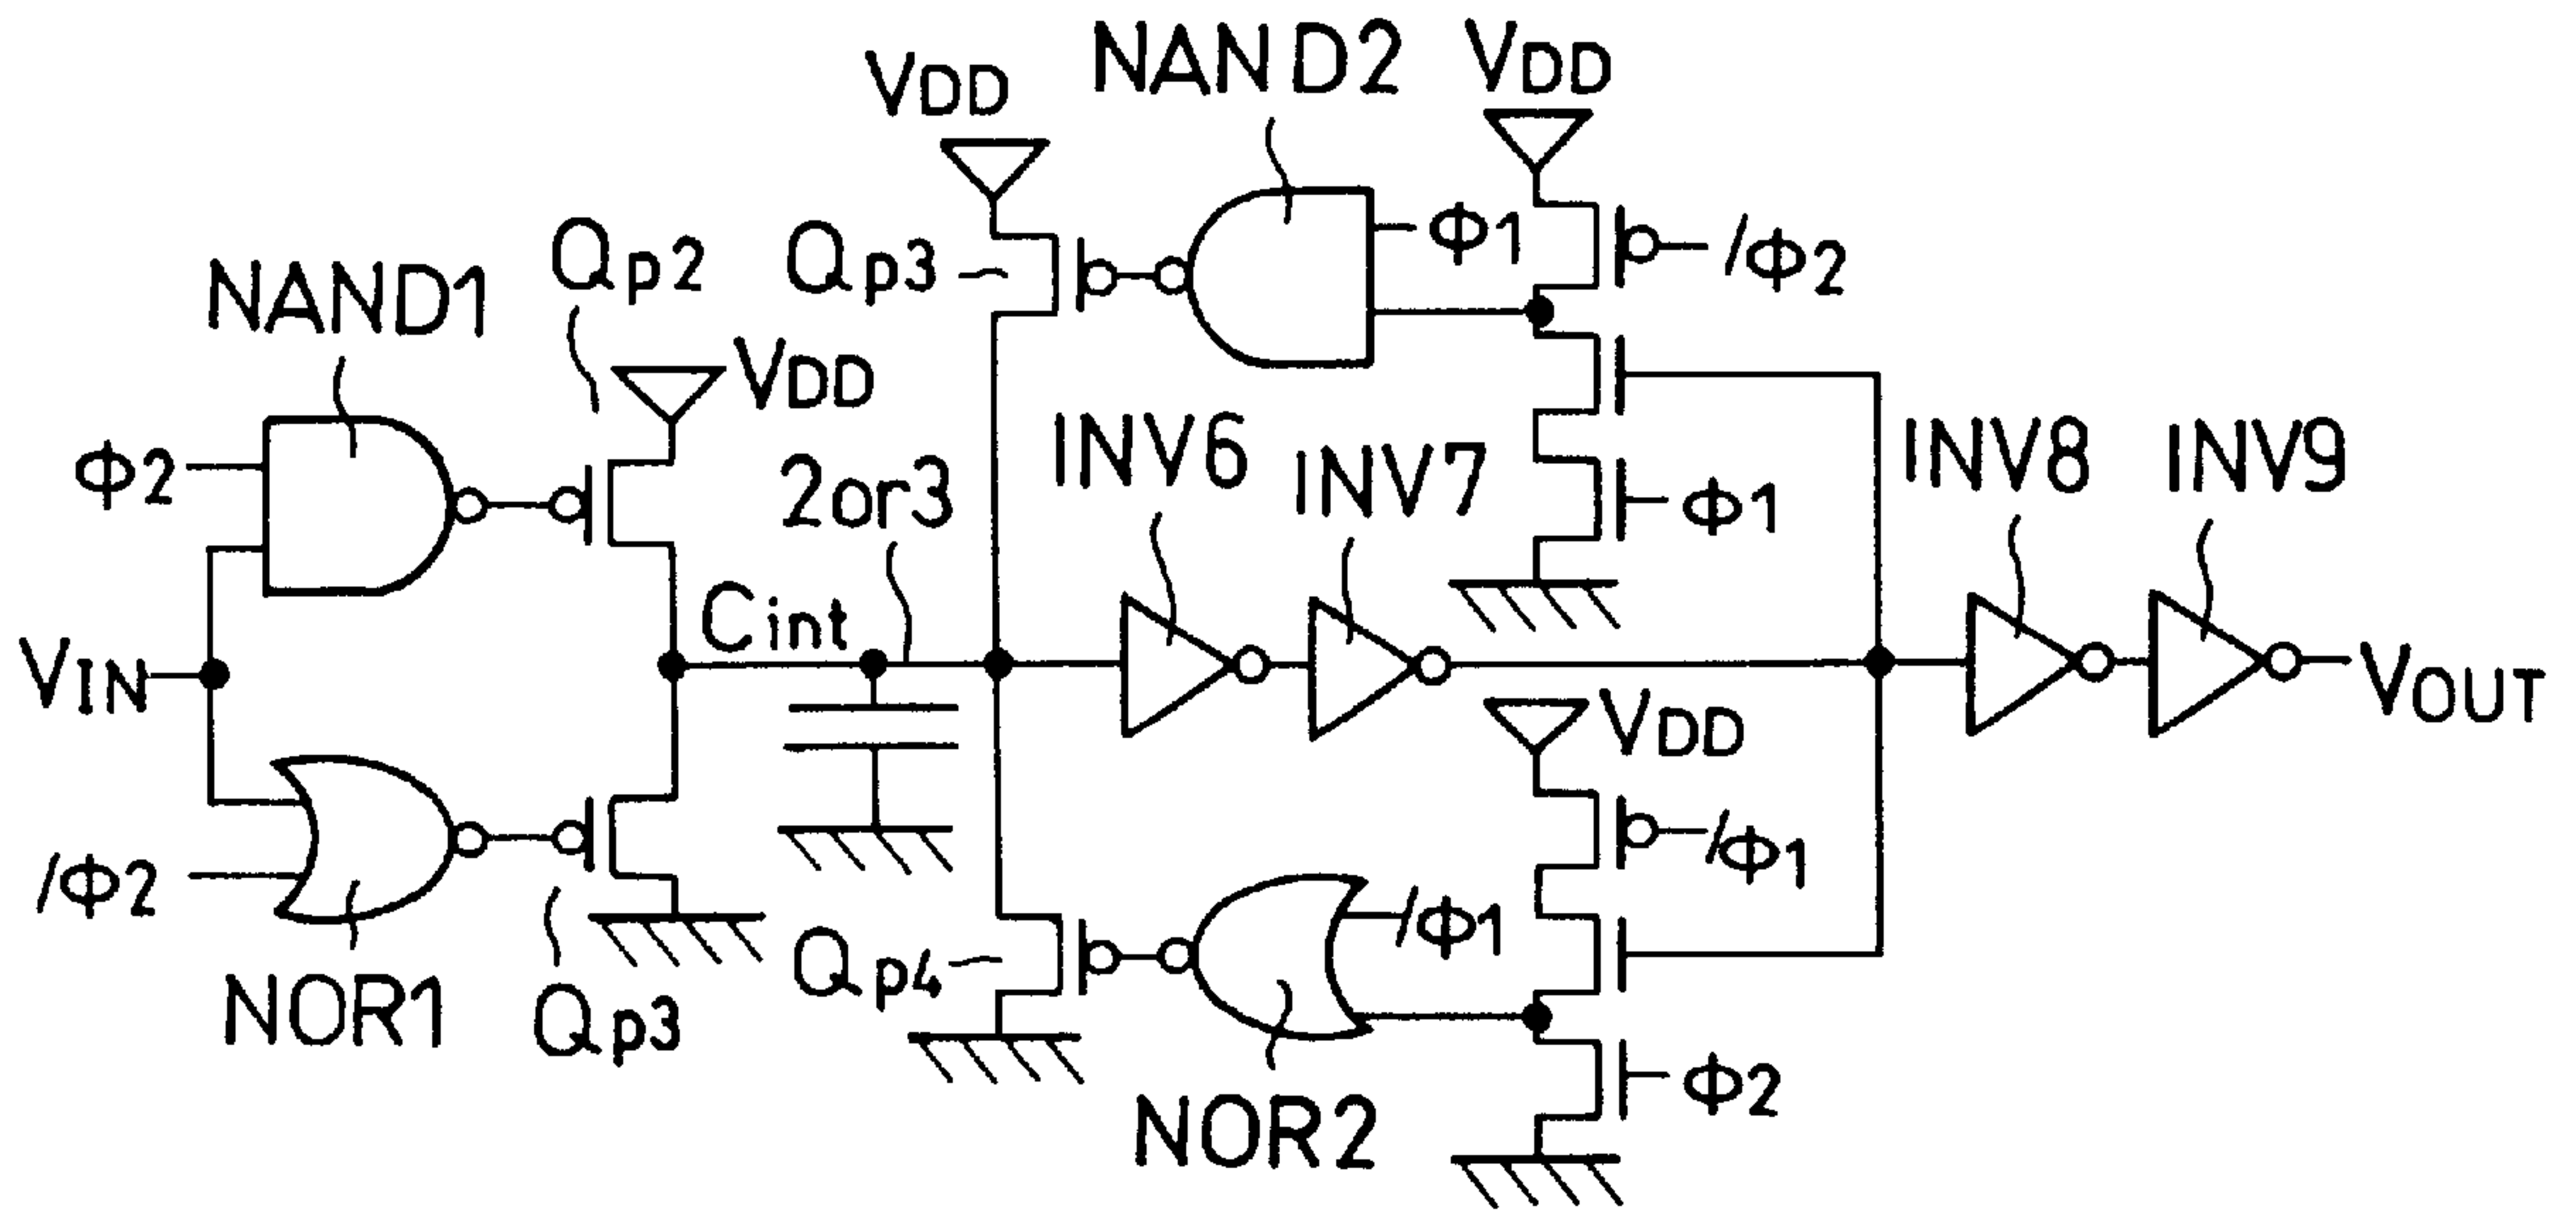 NAND2
VDD
VDD
Φ1
/Φ2
Qp2
Qp3
NAND1
VDD
Φ2
2or3
INV6
INV7
Φ1
INV8
INV9
Cint
VIN
VOUT
VDD
/Φ1
/Φ2
/Φ1
Qp4
NOR1
Qp3
Φ2
NOR2